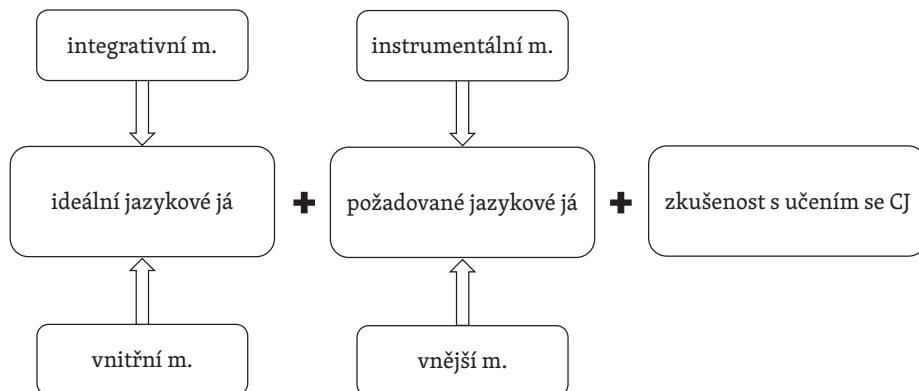 integrativní m.
instrumentální m.
ideální jazykové já
+
požadované jazykové já
+
zkušenost s učením se CJ
vnitřní m.
vnější m.